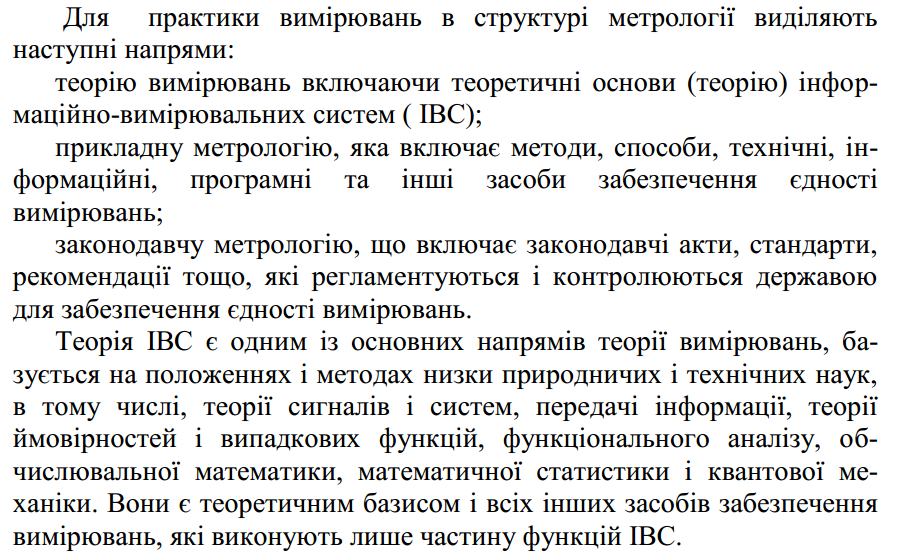 Для практики вимірювань в структурі метрології виділяють
наступні напрями:
теорію вимірювань включаючи теоретичні основи (теорію) інфор-
маційно-вимірювальних систем ( ІВС);
прикладну метрологію, яка включає методи, способи, технічні, ін-
формаційні, програмні та інші засоби забезпечення єдності
вимірювань;
законодавчу метрологію, що включає законодавчі акти, стандарти,
рекомендації тощо, які регламентуються і контролюються державою
для забезпечення єдності вимірювань.
Теорія ІВС є одним із основних напрямів теорії вимірювань, ба-
зується на положеннях і методах низки природничих і технічних наук,
в тому числі, теорії сигналів і систем, передачі інформації, теорії
ймовірностей і випадкових функцій, функціонального аналізу, об-
числювальної математики, математичної статистики і квантової ме-
ханіки. Вони є теоретичним базисом і всіх інших засобів забезпечення
вимірювань, які виконують лише частину функцій ІВС.